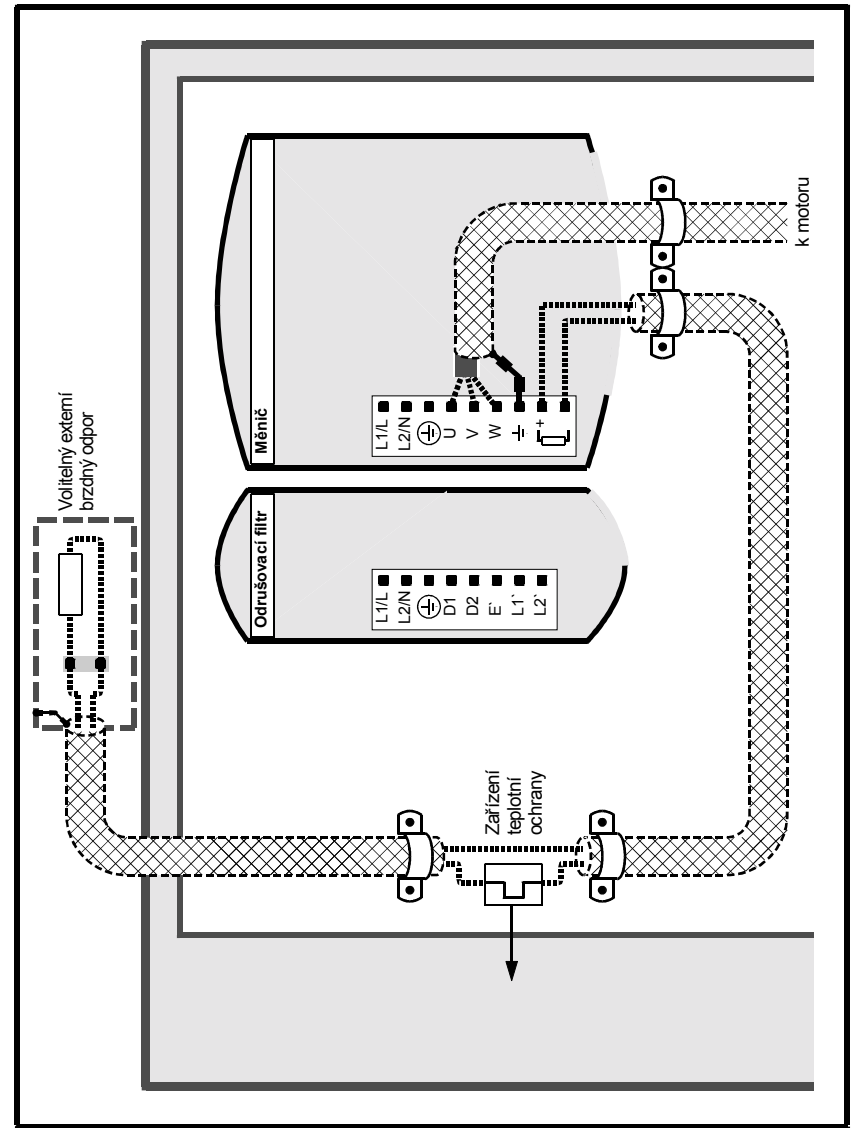 Volitelný externí
brzdný odpor
Měnič
L1/L
L2/N
U
V
W
+
-
k motoru
Odrušovací filtr
L1/L
L2/N
D1
D2
E`
L1`
L2`
Zařízení
teplotní
ochrany